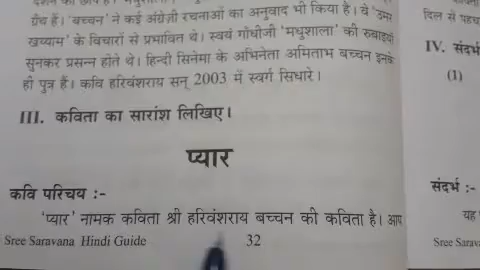 ग्रंथ हैं। 'बच्चन' ने कई अंग्रेज़ी रचनाओं का अनुवाद भी किया है। वे 'उमर
खय्याम' के विचारों से प्रभावित थे। स्वयं गाँधीजी 'मधुशाला' की रुबाइयाँ
सुनकर प्रसन्न होते थे। हिन्दी सिनेमा के अभिनेता अमिताभ बच्चन इनके
ही पुत्र हैं। कवि हरिवंशराय सन् 2003 में स्वर्ग सिधारे।
III. कविता का सारांश लिखिए।
प्यार
कवि परिचय :-
'प्यार' नामक कविता श्री हरिवंशराय बच्चन की कविता है। आप
Sree Saravana Hindi Guide 32
दिल से
IV. संदर्भ
(1)
संदर्भ :-
यह
Sree Sarava